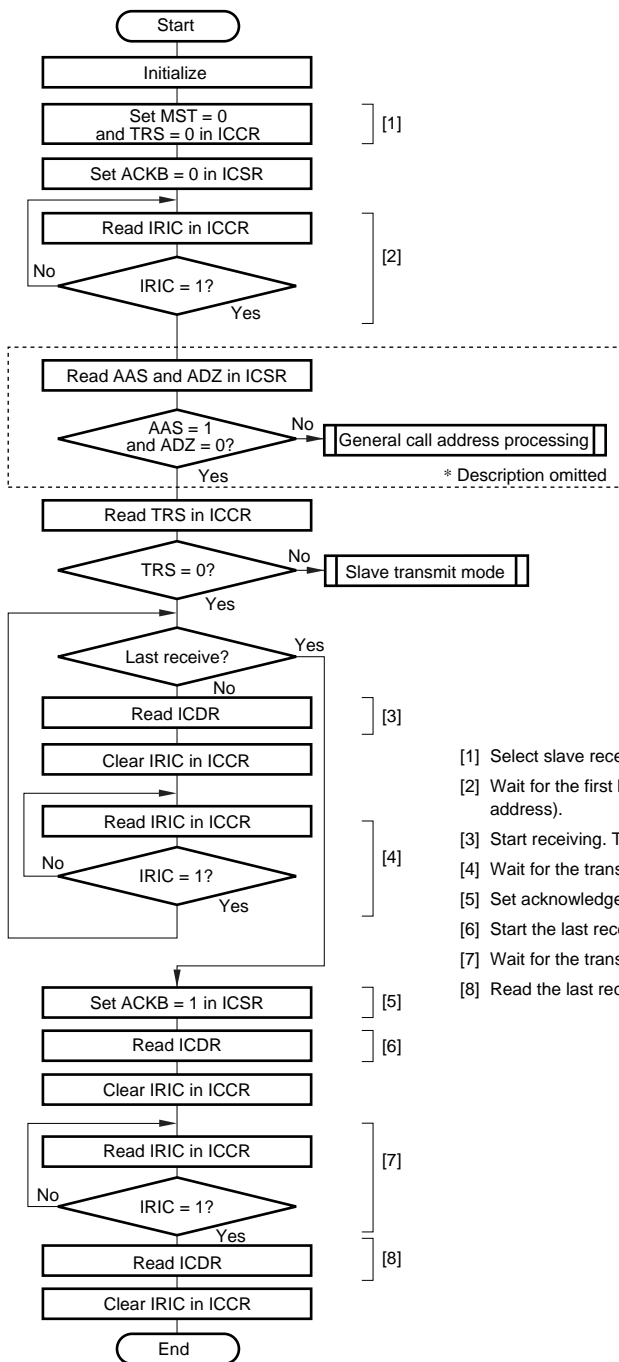 Start
Initialize
Set MST = 0
and TRS = 0 in ICCR
[1]
Set ACKB = 0 in ICSR
Read IRIC in ICCR
[2]
No
IRIC = 1?
Yes
Read AAS and ADZ in ICSR
AAS = 1
and ADZ = 0?
No
General call address processing
Yes
* Description omitted
Read TRS in ICCR
TRS = 0?
No
Slave transmit mode
Yes
Last receive?
Yes
No
Read ICDR
[3]
Clear IRIC in ICCR
Read IRIC in ICCR
[4]
No
IRIC = 1?
Yes
Set ACKB = 1 in ICSR
[5]
Read ICDR
[6]
Clear IRIC in ICCR
Read IRIC in ICCR
[7]
No
IRIC = 1?
Yes
Read ICDR
[8]
Clear IRIC in ICCR
End
[1] Select slave rece
[2] Wait for the first
address).
[3] Start receiving. T
[4] Wait for the trans
[5] Set acknowledge
[6] Start the last rece
[7] Wait for the trans
[8] Read the last rec